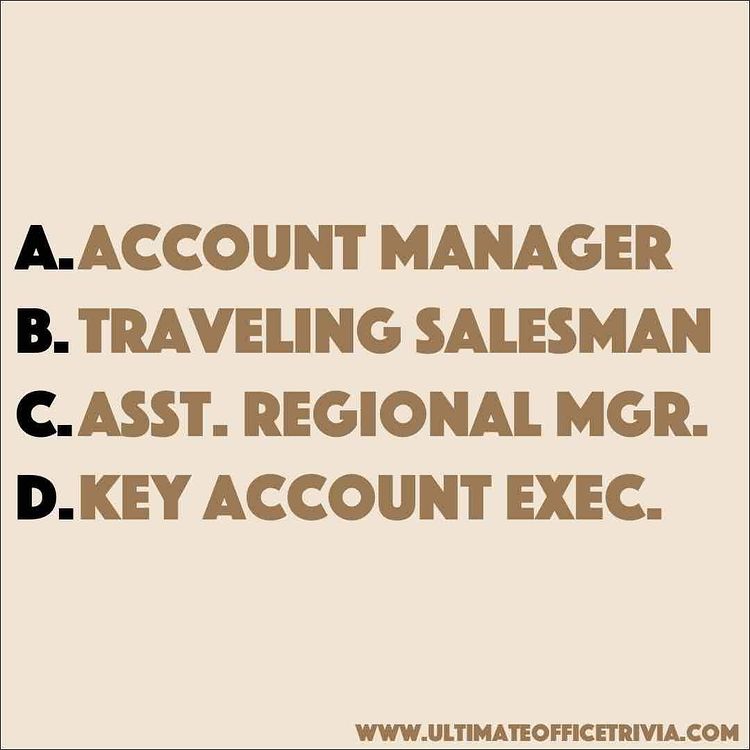 A. ACCOUNT MANAGER
B. TRAVELING SALESMAN
C. ASST. REGIONAL MGR.
D. KEY ACCOUNT EXEC.
WWW.ULTIMATEOFFICETRIVIA.COM